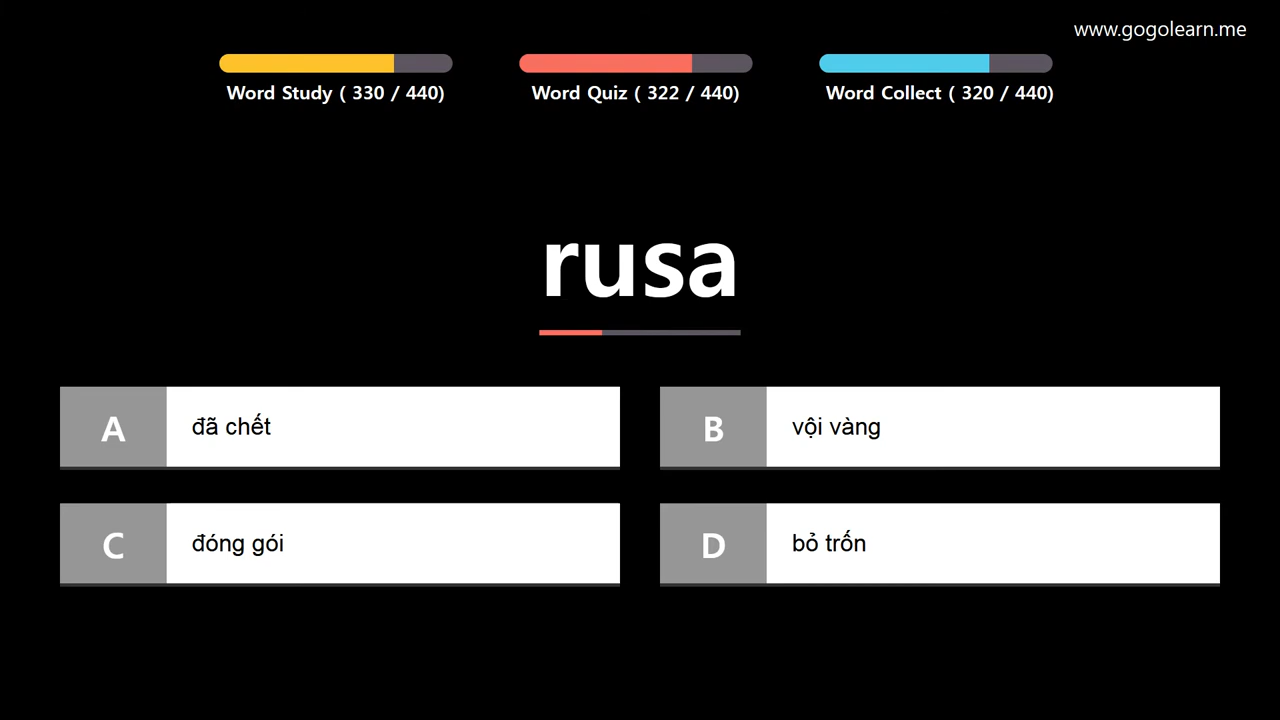 www.gogolearn.me
Word Study ( 330 / 440)
Word Quiz ( 322 / 440)
Word Collect ( 320 / 440)
rusa
A đã chết
B vội vàng
C đóng gói
D bỏ trốn